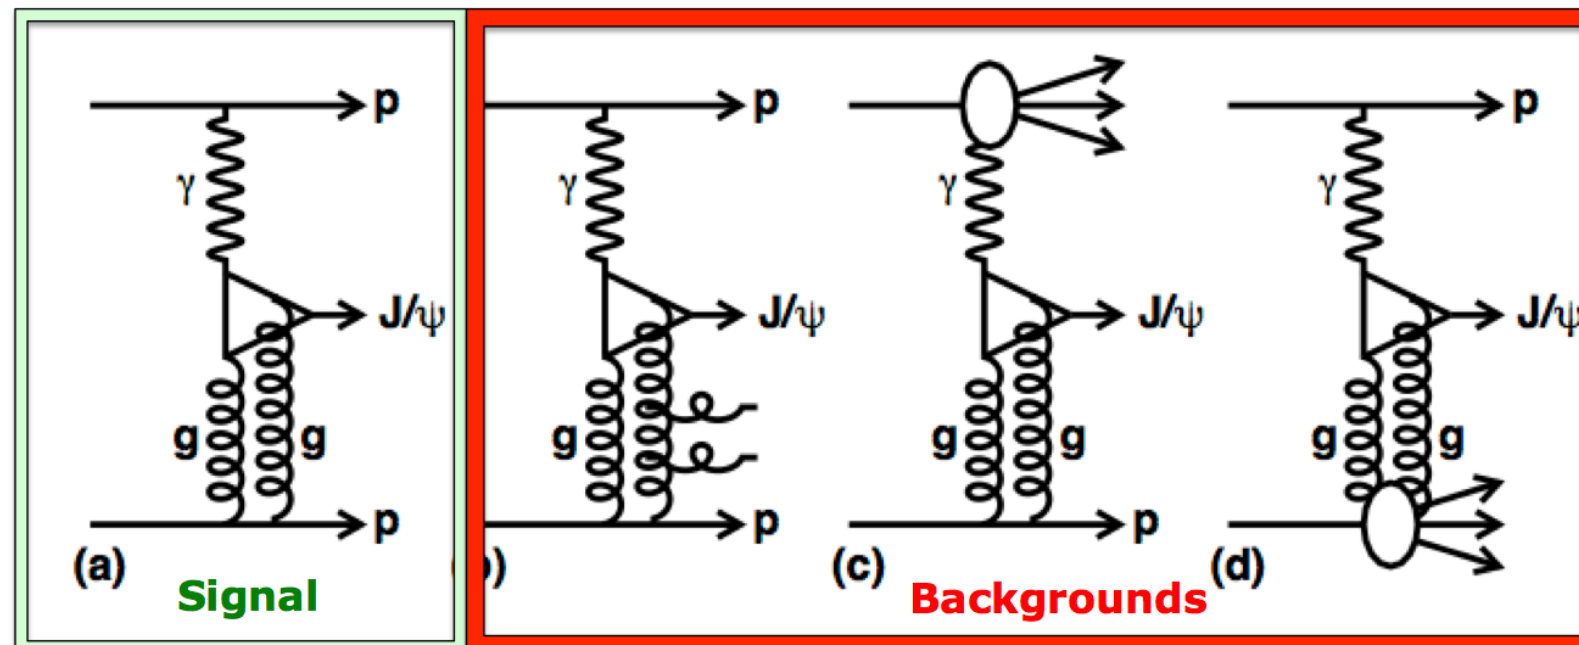 p p p
γ γ γ γ
J/ψ J/ψ J/ψ J/ψ
g g g g g g g
p p p
(a) (c) (d)
Signal Backgrounds